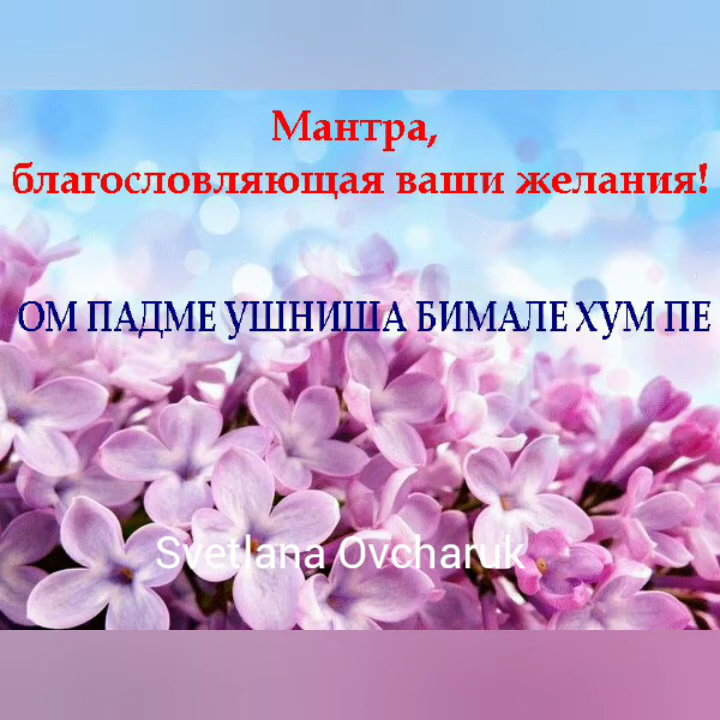 Мантра,
благословляющая ваши желания!
ОМ ПАДМЕ УШНИША БИМАЛЕ ХУМ ПЕ
Svetlana Ovcharuk